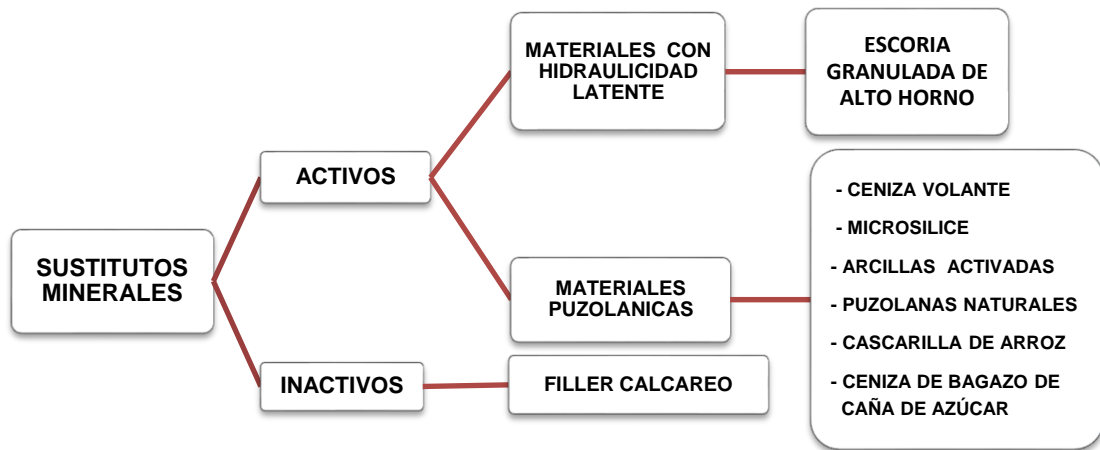 SUSTITUTOS
MINERALES
ACTIVOS
INACTIVOS
MATERIALES CON
HIDRAULICIDAD
LATENTE
MATERIALES
PUZOLANICAS
FILLER CALCAREO
ESCORIA
GRANULADA DE
ALTO HORNO
- CENIZA VOLANTE
- MICROSILICE
- ARCILLAS ACTIVADAS
- PUZOLANAS NATURALES
- CASCARILLA DE ARROZ
- CENIZA DE BAGAZO DE
CAÑA DE AZÚCAR